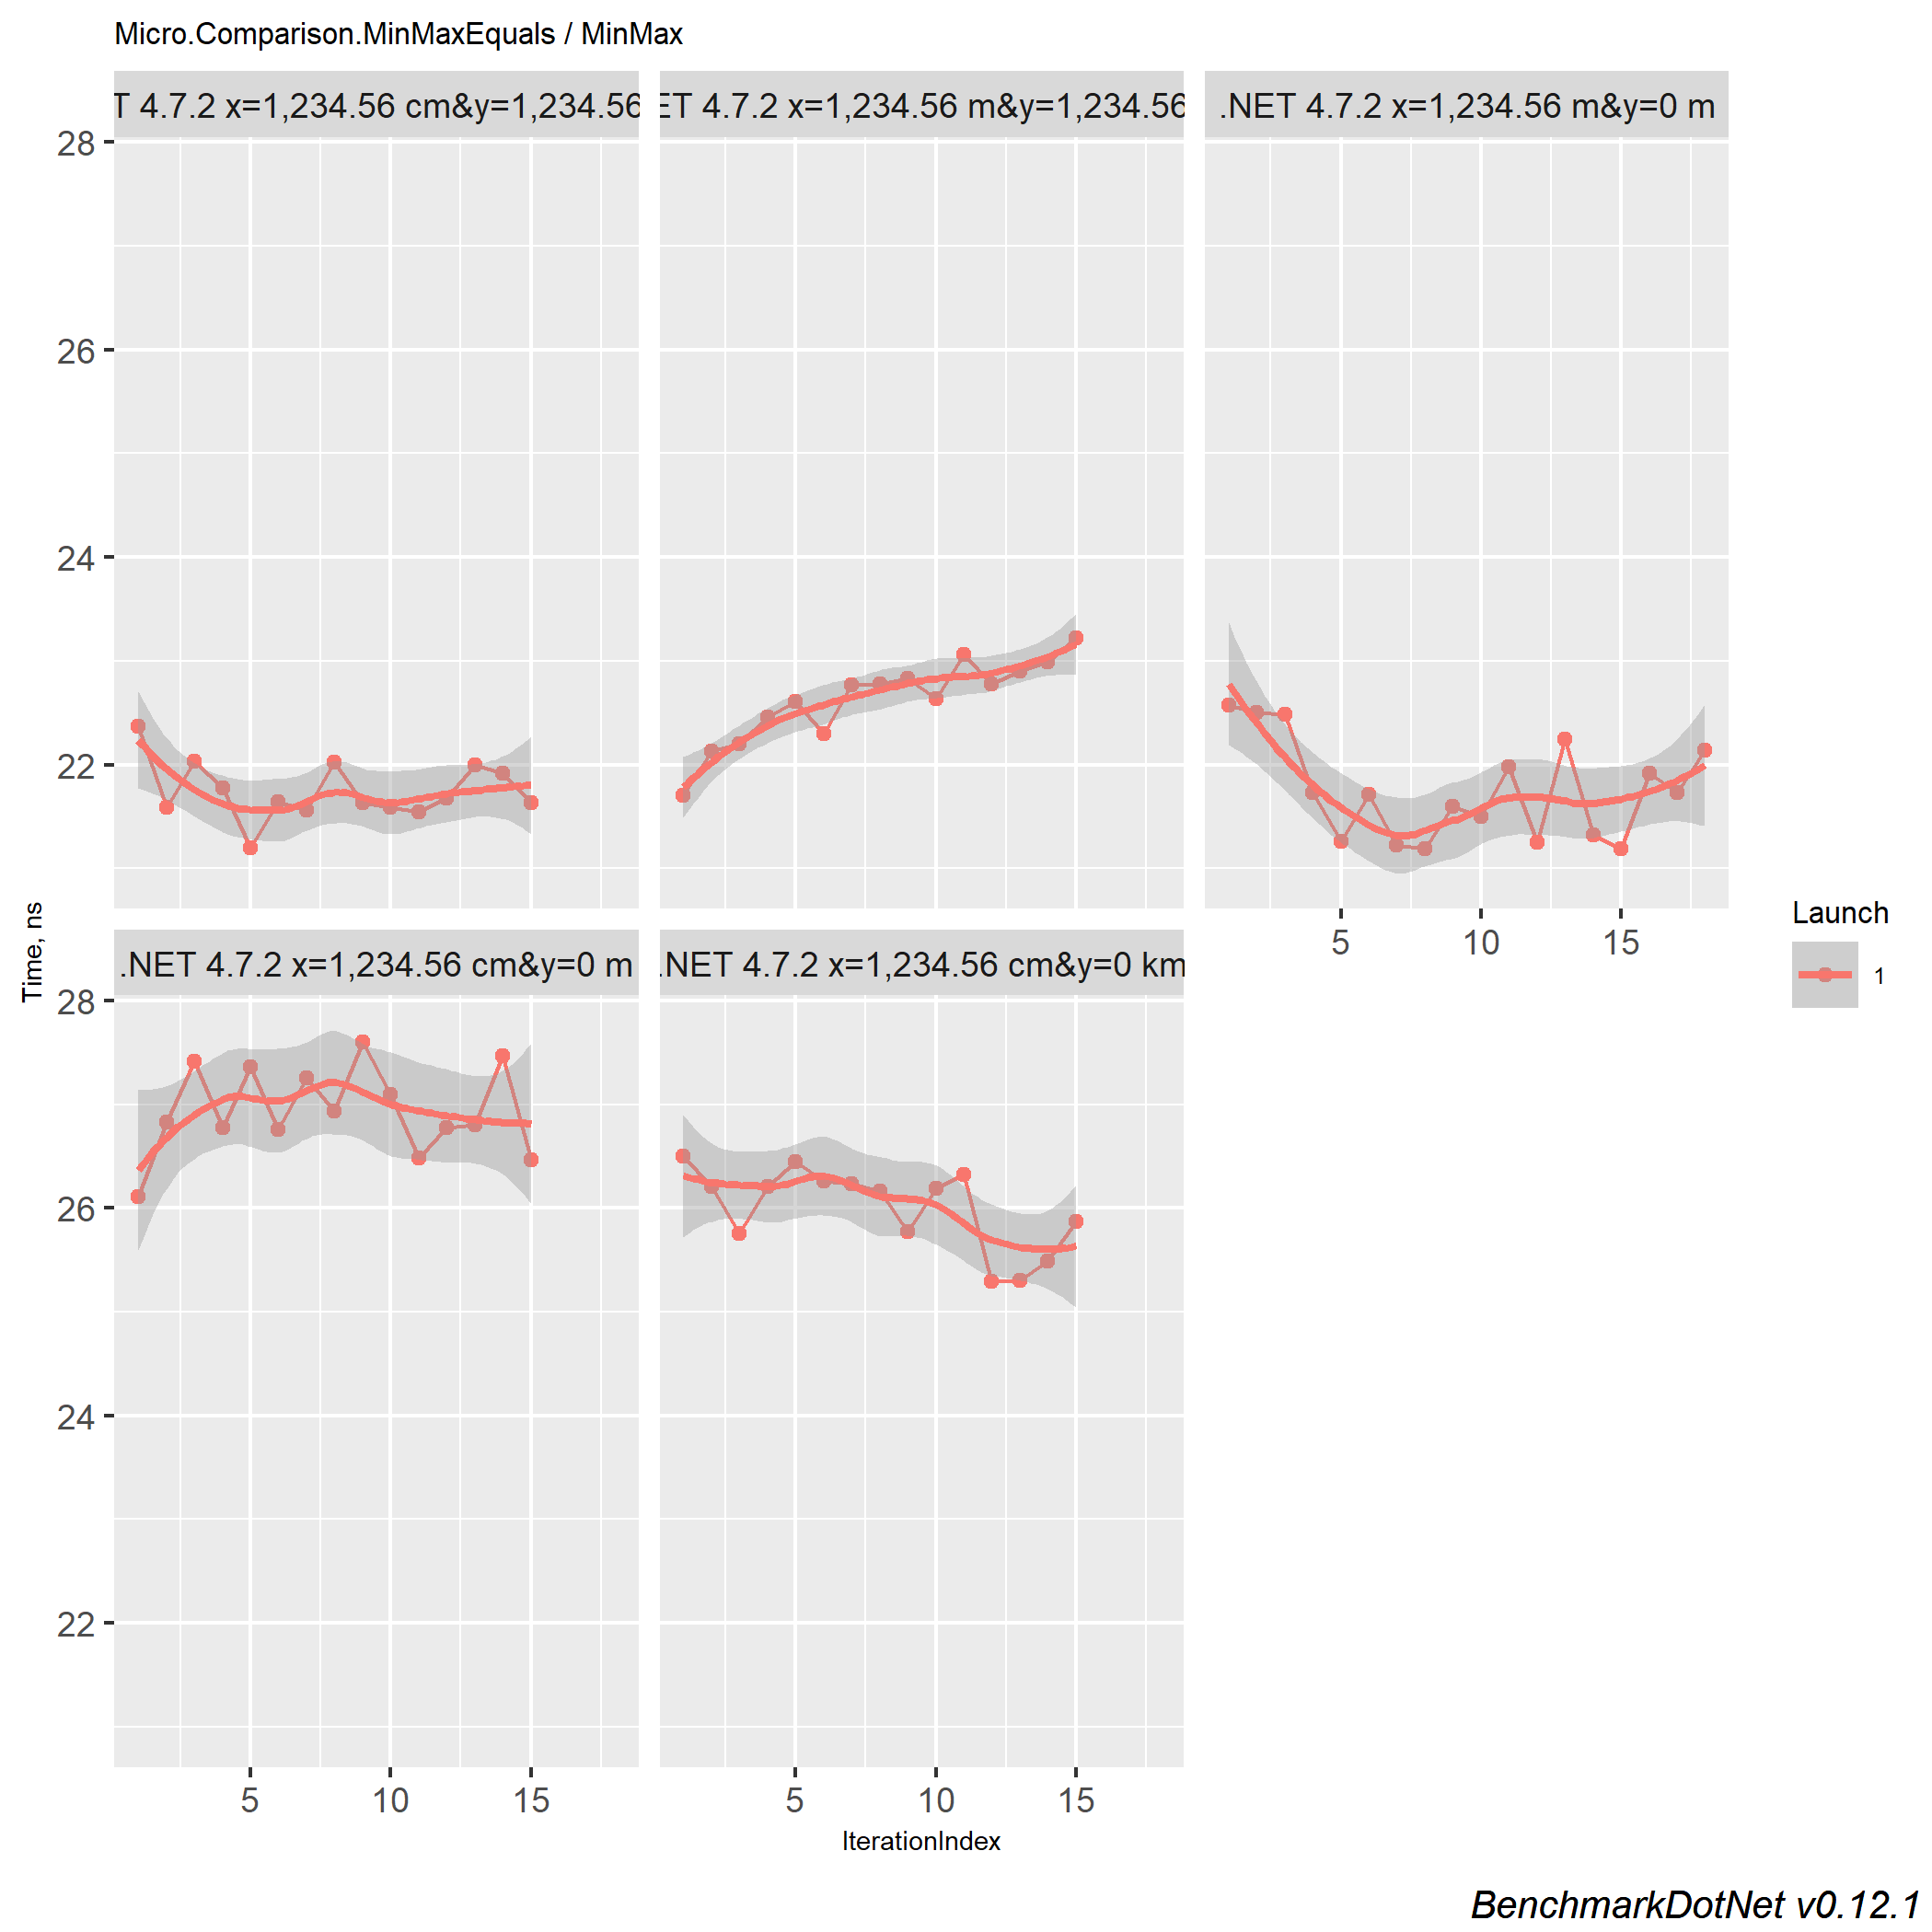 Micro.Comparison.MinMaxEquals / MinMax
T 4.7.2 x=1,234.56 cm&y=1,234.56
ET 4.7.2 x=1,234.56 m&y=1,234.56
.NET 4.7.2 x=1,234.56 m&y=0 m
28
26
24
22
5 10 15
Time, ns
Launch
1
.NET 4.7.2 x=1,234.56 cm&y=0 m
.NET 4.7.2 x=1,234.56 cm&y=0 km
28
26
24
22
5 10 15
5 10 15
IterationIndex
BenchmarkDotNet v0.12.1